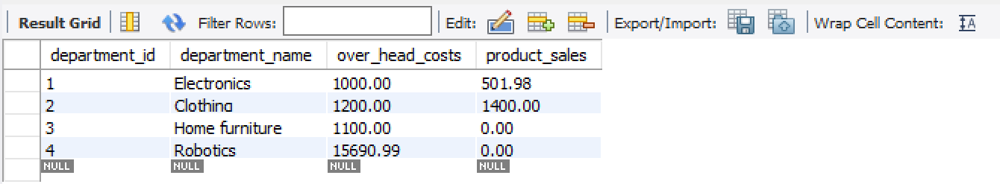 Result Grid Filter Rows: Edit: Export/Import: Wrap Cell Content: IA
department_id department_name over_head_costs product_sales
1 Electronics 1000.00 501.98
2 Clothing 1200.00 1400.00
3 Home furniture 1100.00 0.00
4 Robotics 15690.99 0.00
NULL NULL NULL NULL